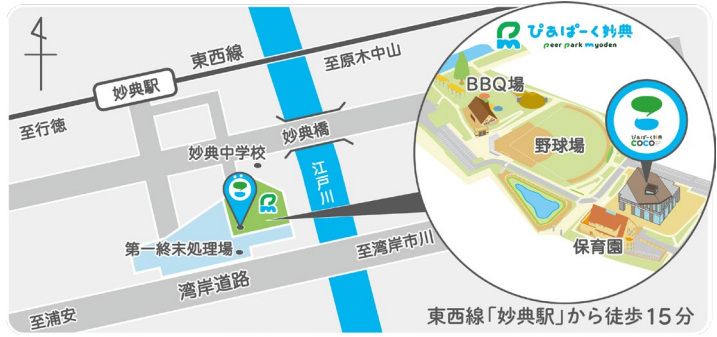 ぴあぱーく妙典
peer park myoden
東西線
至原木中山
妙典駅
至行徳
妙典橋
妙典中学校
江戸川
第一終末処理場
湾岸道路
至湾岸市川
至浦安
BBQ場
野球場
ぴあぱーく妙典
COCO
保育園
東西線「妙典駅」から徒歩15分